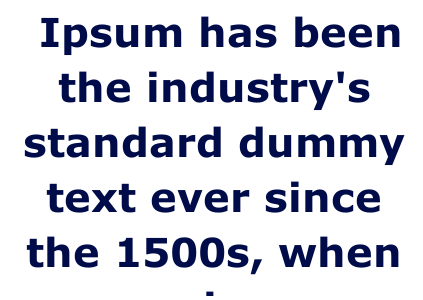 Ipsum has been
the industry's
standard dummy
text ever since
the 1500s, when